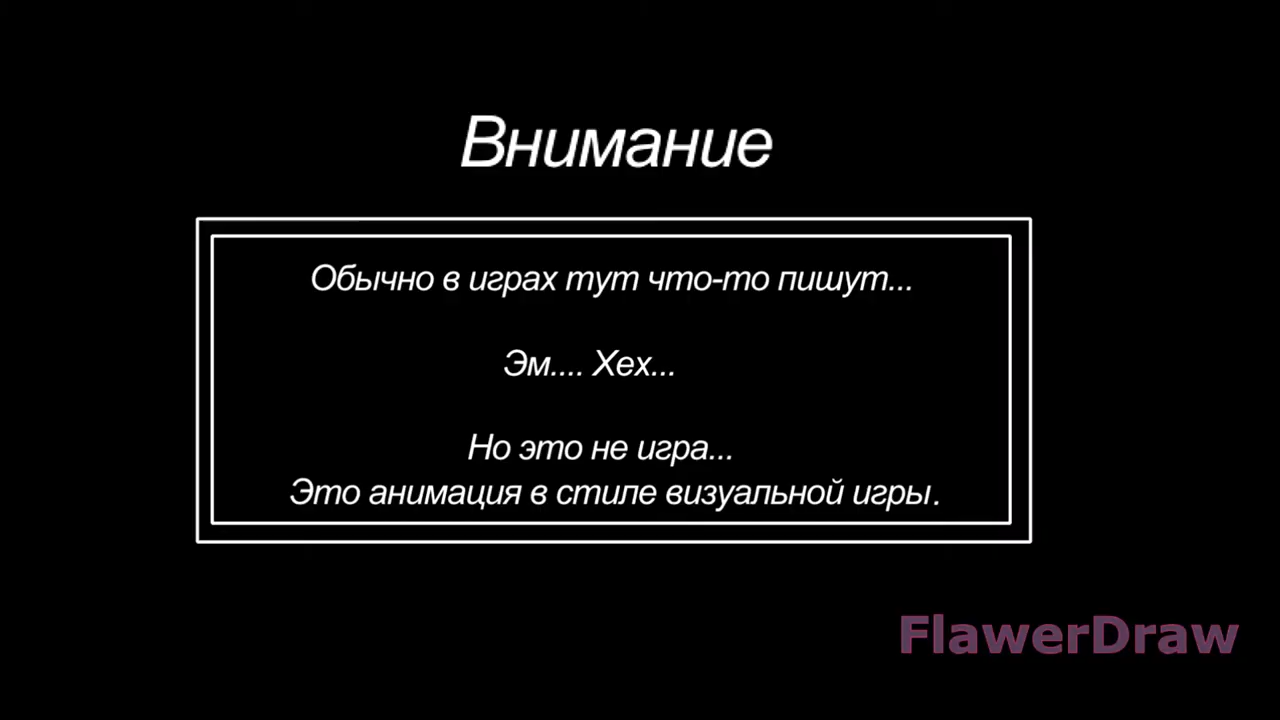 Внимание
Обычно в играх тут что-то пишут...
Эм.... Хех...
Но это не игра...
Это анимация в стиле визуальной игры.
FlawerDraw